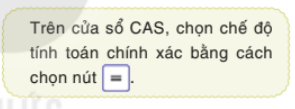 Trên cửa sổ CAS, chọn chế độ
tính toán chính xác bằng cách
chọn nút = .